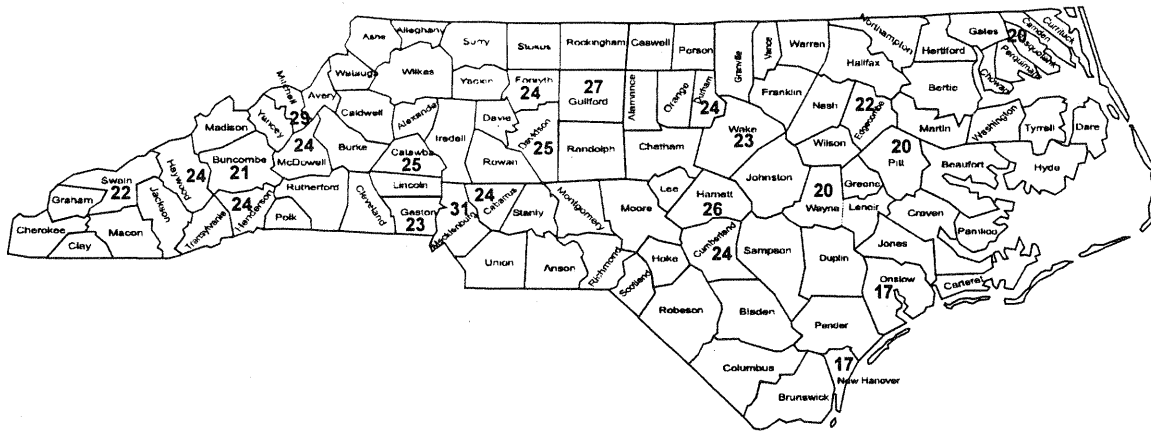 Ashe
Alleghany
Surry
Stokes
Rockingham
Caswell
Person
Granville
Vance
Warren
Northampton
Gates
Hertford
Halifax
Camden
Currituck
20
Pasquotank
Perquimans
Chowan
Watauga
Wilkes
Yadkin
Forsyth
24
27
Guilford
Alamance
Orange
Durham
24
Franklin
Nash
22
Edgecombe
Bertie
Mitchell
Avery
29
Yancey
Caldwell
Alexander
Iredell
Davie
Davidson
25
Madison
Buncombe
21
24
McDowell
Burke
Catawba
25
Rowan
Randolph
Chatham
Wake
23
Wilson
Martin
Washington
Tyrrell
Dare
Swain
22
Haywood
24
Graham
Jackson
Rutherford
Lincoln
Cleveland
Gaston
23
31
Mecklenburg
24
Cabarrus
Stanly
Montgomery
Moore
Lee
Harnett
26
Johnston
20
Wayne
Greene
Lenoir
20
Pitt
Beaufort
Hyde
Cherokee
Clay
Macon
Transylvania
24
Henderson
Polk
Union
Anson
Richmond
Scotland
Hoke
Cumberland
24
Sampson
Duplin
Craven
Pamlico
Jones
Onslow
17
Carteret
Robeson
Bladen
Pender
Columbus
17
New Hanover
Brunswick